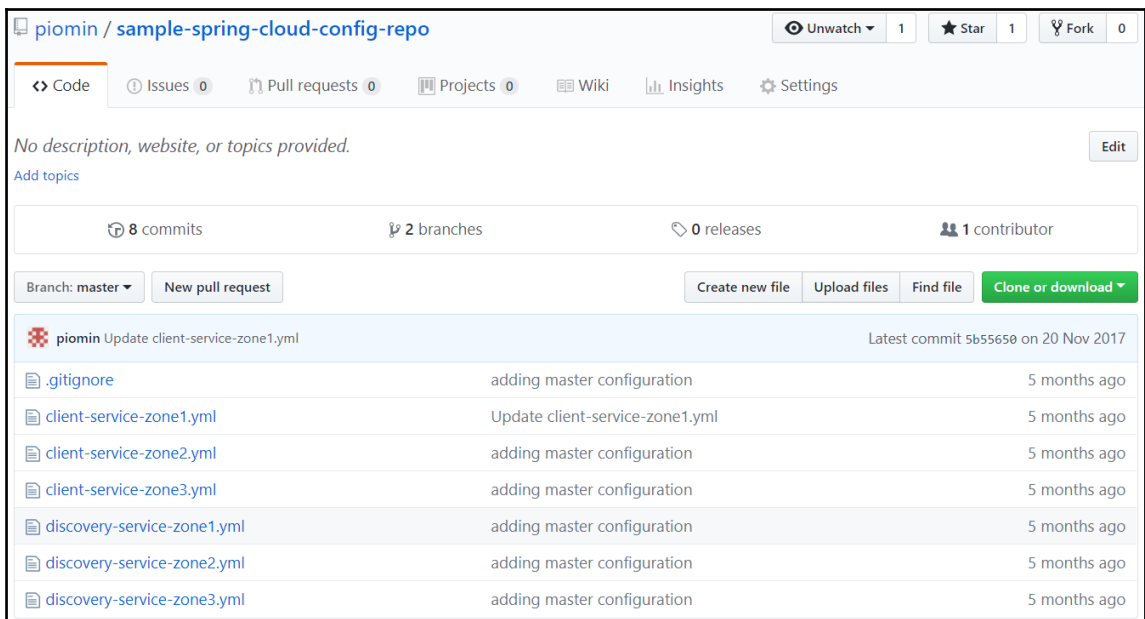 piomin / sample-spring-cloud-config-repo Unwatch 1 Star 1 Fork 0
Code Issues 0 Pull requests 0 Projects 0 Wiki Insights Settings
No description, website, or topics provided. Edit
Add topics
8 commits 2 branches 0 releases 1 contributor
Branch: master New pull request Create new file Upload files Find file Clone or download
piomin Update client-service-zone1.yml Latest commit 5b55650 on 20 Nov 2017
.gitignore adding master configuration 5 months ago
client-service-zone1.yml Update client-service-zone1.yml 5 months ago
client-service-zone2.yml adding master configuration 5 months ago
client-service-zone3.yml adding master configuration 5 months ago
discovery-service-zone1.yml adding master configuration 5 months ago
discovery-service-zone2.yml adding master configuration 5 months ago
discovery-service-zone3.yml adding master configuration 5 months ago